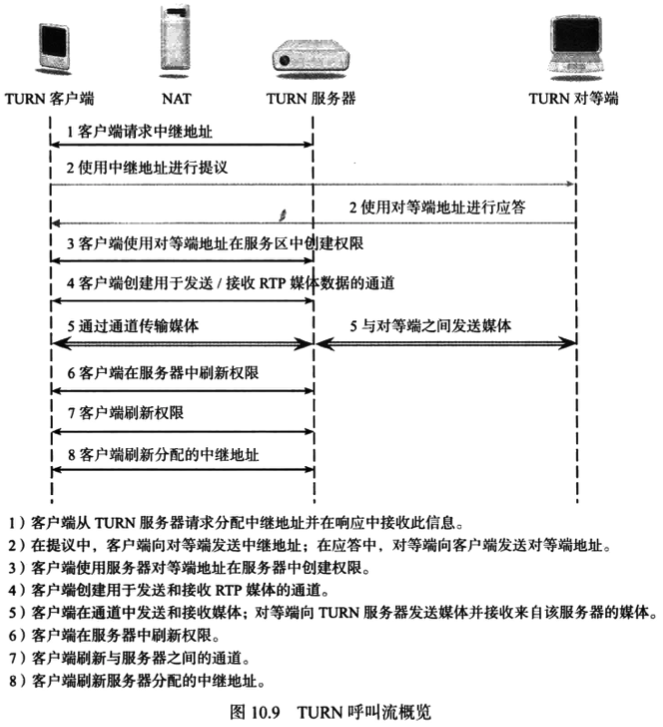 TURN 客户端 NAT TURN 服务器 TURN 对等端
1 客户端请求中继地址
2 使用中继地址进行提议
2 使用对等端地址进行应答
3 客户端使用对等端地址在服务区中创建权限
4 客户端创建用于发送 / 接收 RTP 媒体数据的通道
5 通过通道传输媒体 5 与对等端之间发送媒体
6 客户端在服务器中刷新权限
7 客户端刷新权限
8 客户端刷新分配的中继地址
1）客户端从 TURN 服务器请求分配中继地址并在响应中接收此信息。
2）在提议中，客户端向对等端发送中继地址；在应答中，对等端向客户端发送对等端地址。
3）客户端使用服务器对等端地址在服务器中创建权限。
4）客户端创建用于发送和接收 RTP 媒体的通道。
5）客户端在通道中发送和接收媒体；对等端向 TURN 服务器发送媒体并接收来自该服务器的媒体。
6）客户端在服务器中刷新权限。
7）客户端刷新与服务器之间的通道。
8）客户端刷新服务器分配的中继地址。
图 10.9 TURN 呼叫流概览